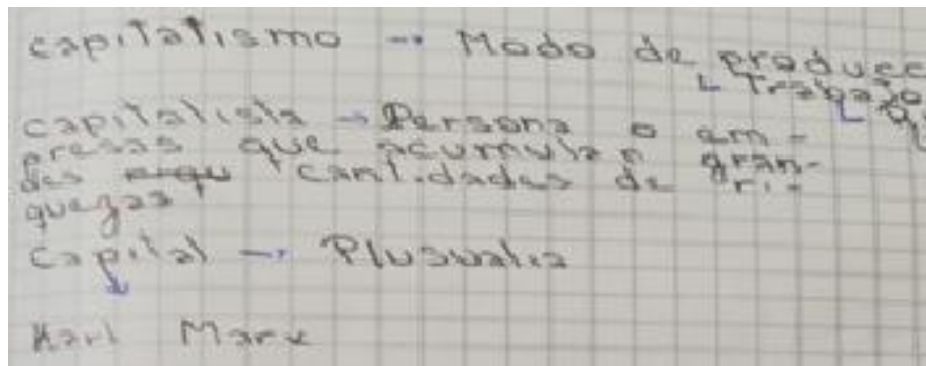 capitalismo → Modo de producc
↳ Trabajo
capitalista → Persona o em-
presas que acumulan gran-
des cantidades de ri-
quezas
capital → Plusvalia
↓
Karl Marx